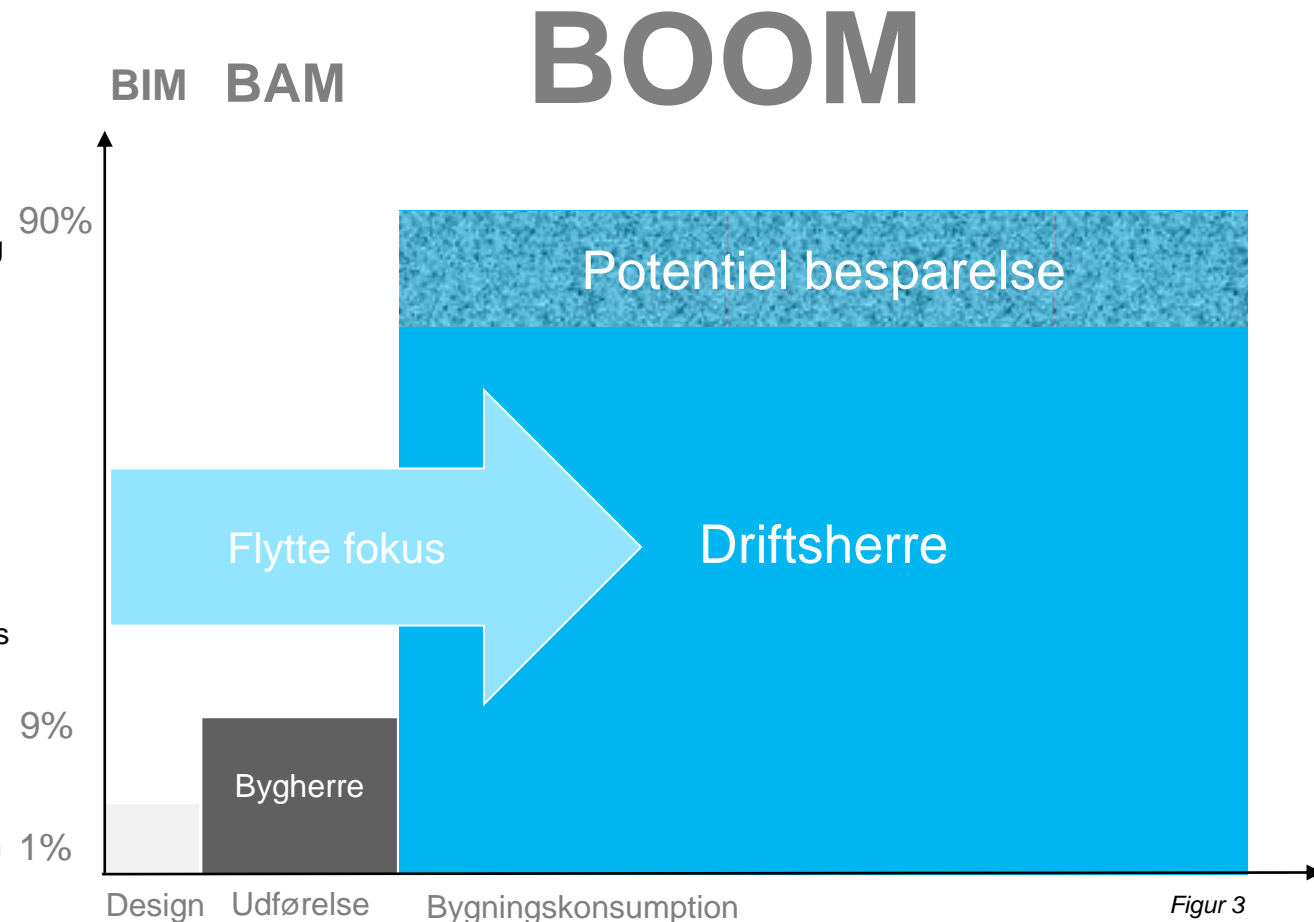 BIM BAM BOOM
90%
Potentiel besparelse
Flytte fokus
Driftsherre
s
9%
Bygherre
1%
Design Udførelse Bygningskonsumption
Figur 3